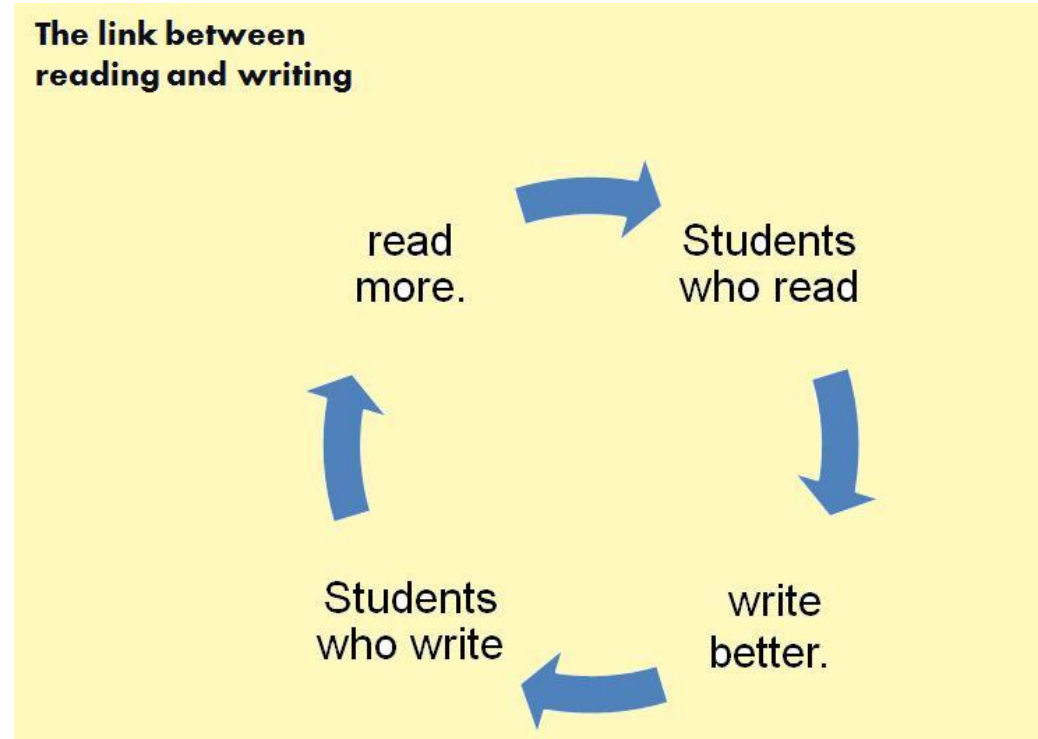 The link between
reading and writing
Students
who read
write
better.
Students
who write
read
more.